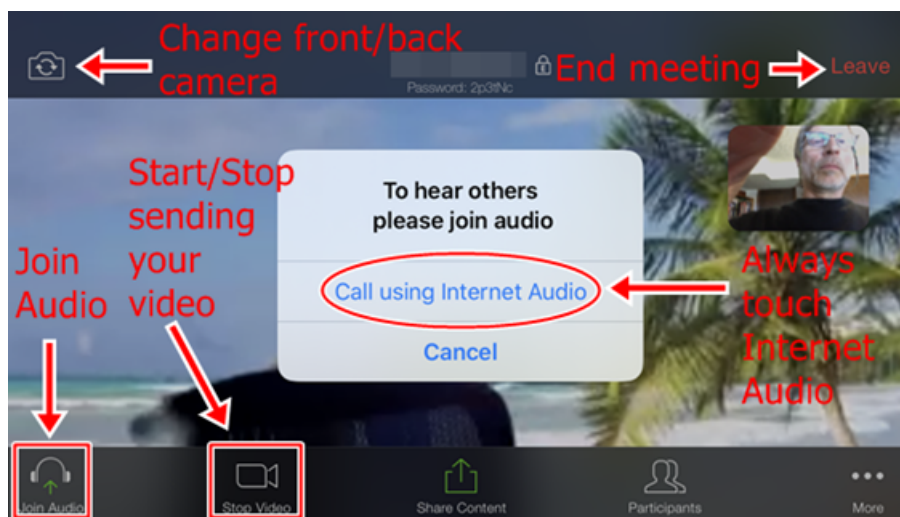 Change front/back
camera
End meeting
Leave
Password: 2p3tNc
Start/Stop
sending
your
video
Join
Audio
To hear others
please join audio
Call using Internet Audio
Cancel
Always
touch
Internet
Audio
Join Audio
Stop Video
Share Content
Participants
More